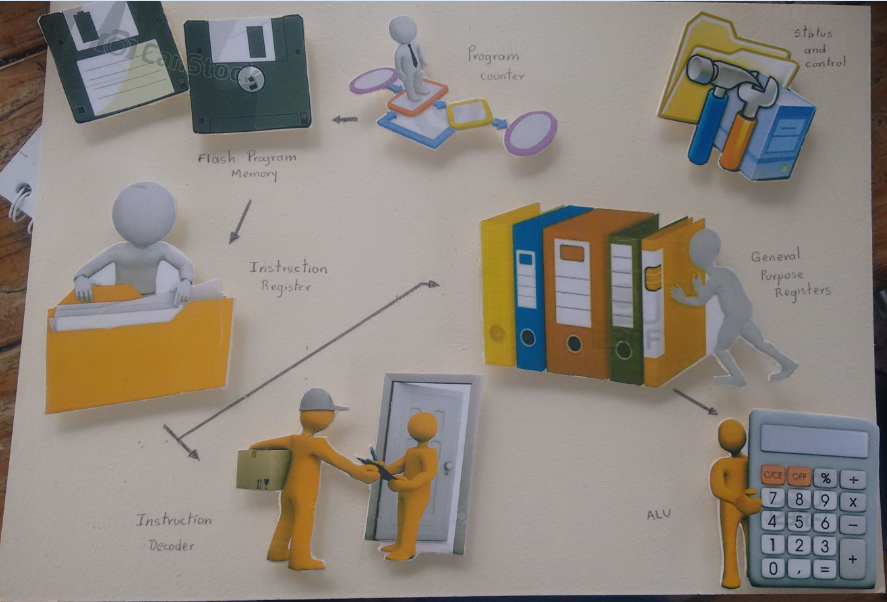 Program
counter
Status
and
control
CanStock
Flash Program
Memory
Instruction
Register
General
Purpose
Registers
Instruction
Decoder
ALU
C/CE OFF % ÷
7 8 9 x
4 5 6 −
1 2 3 +
0 , =